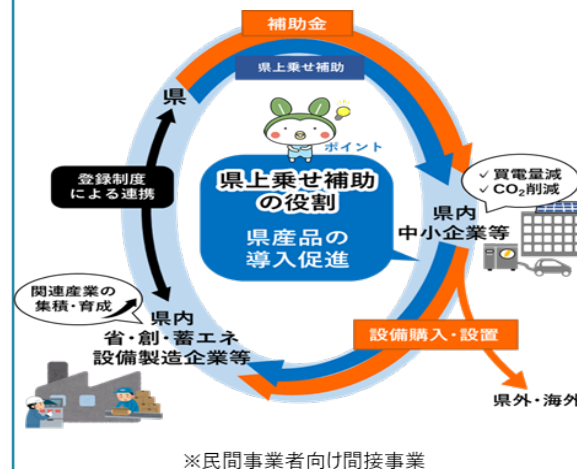 補助金
県上乗せ補助
県
ポイント
県上乗せ補助
の役割
県産品の
導入促進
登録制度
による連携
✓買電量減
✓CO₂削減
県内
中小企業等
関連産業の
集積・育成
県内
省・創・蓄エネ
設備製造企業等
設備購入・設置
県外・海外
※民間事業者向け間接事業